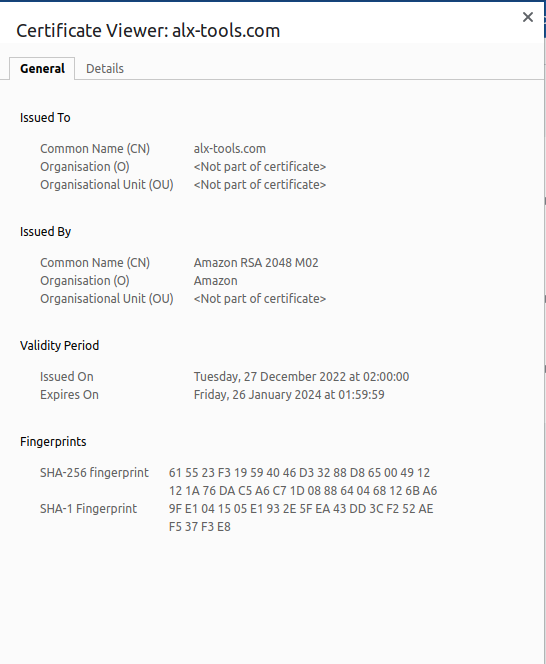 Certificate Viewer: alx-tools.com
General Details
Issued To
Common Name (CN) alx-tools.com
Organisation (O) <Not part of certificate>
Organisational Unit (OU) <Not part of certificate>
Issued By
Common Name (CN) Amazon RSA 2048 M02
Organisation (O) Amazon
Organisational Unit (OU) <Not part of certificate>
Validity Period
Issued On Tuesday, 27 December 2022 at 02:00:00
Expires On Friday, 26 January 2024 at 01:59:59
Fingerprints
SHA-256 fingerprint 61 55 23 F3 19 59 40 46 D3 32 88 D8 65 00 49 12
12 1A 76 DA C5 A6 C7 1D 08 88 64 04 68 12 6B A6
SHA-1 Fingerprint 9F E1 04 15 05 E1 93 2E 5F EA 43 DD 3C F2 52 AE
F5 37 F3 E8